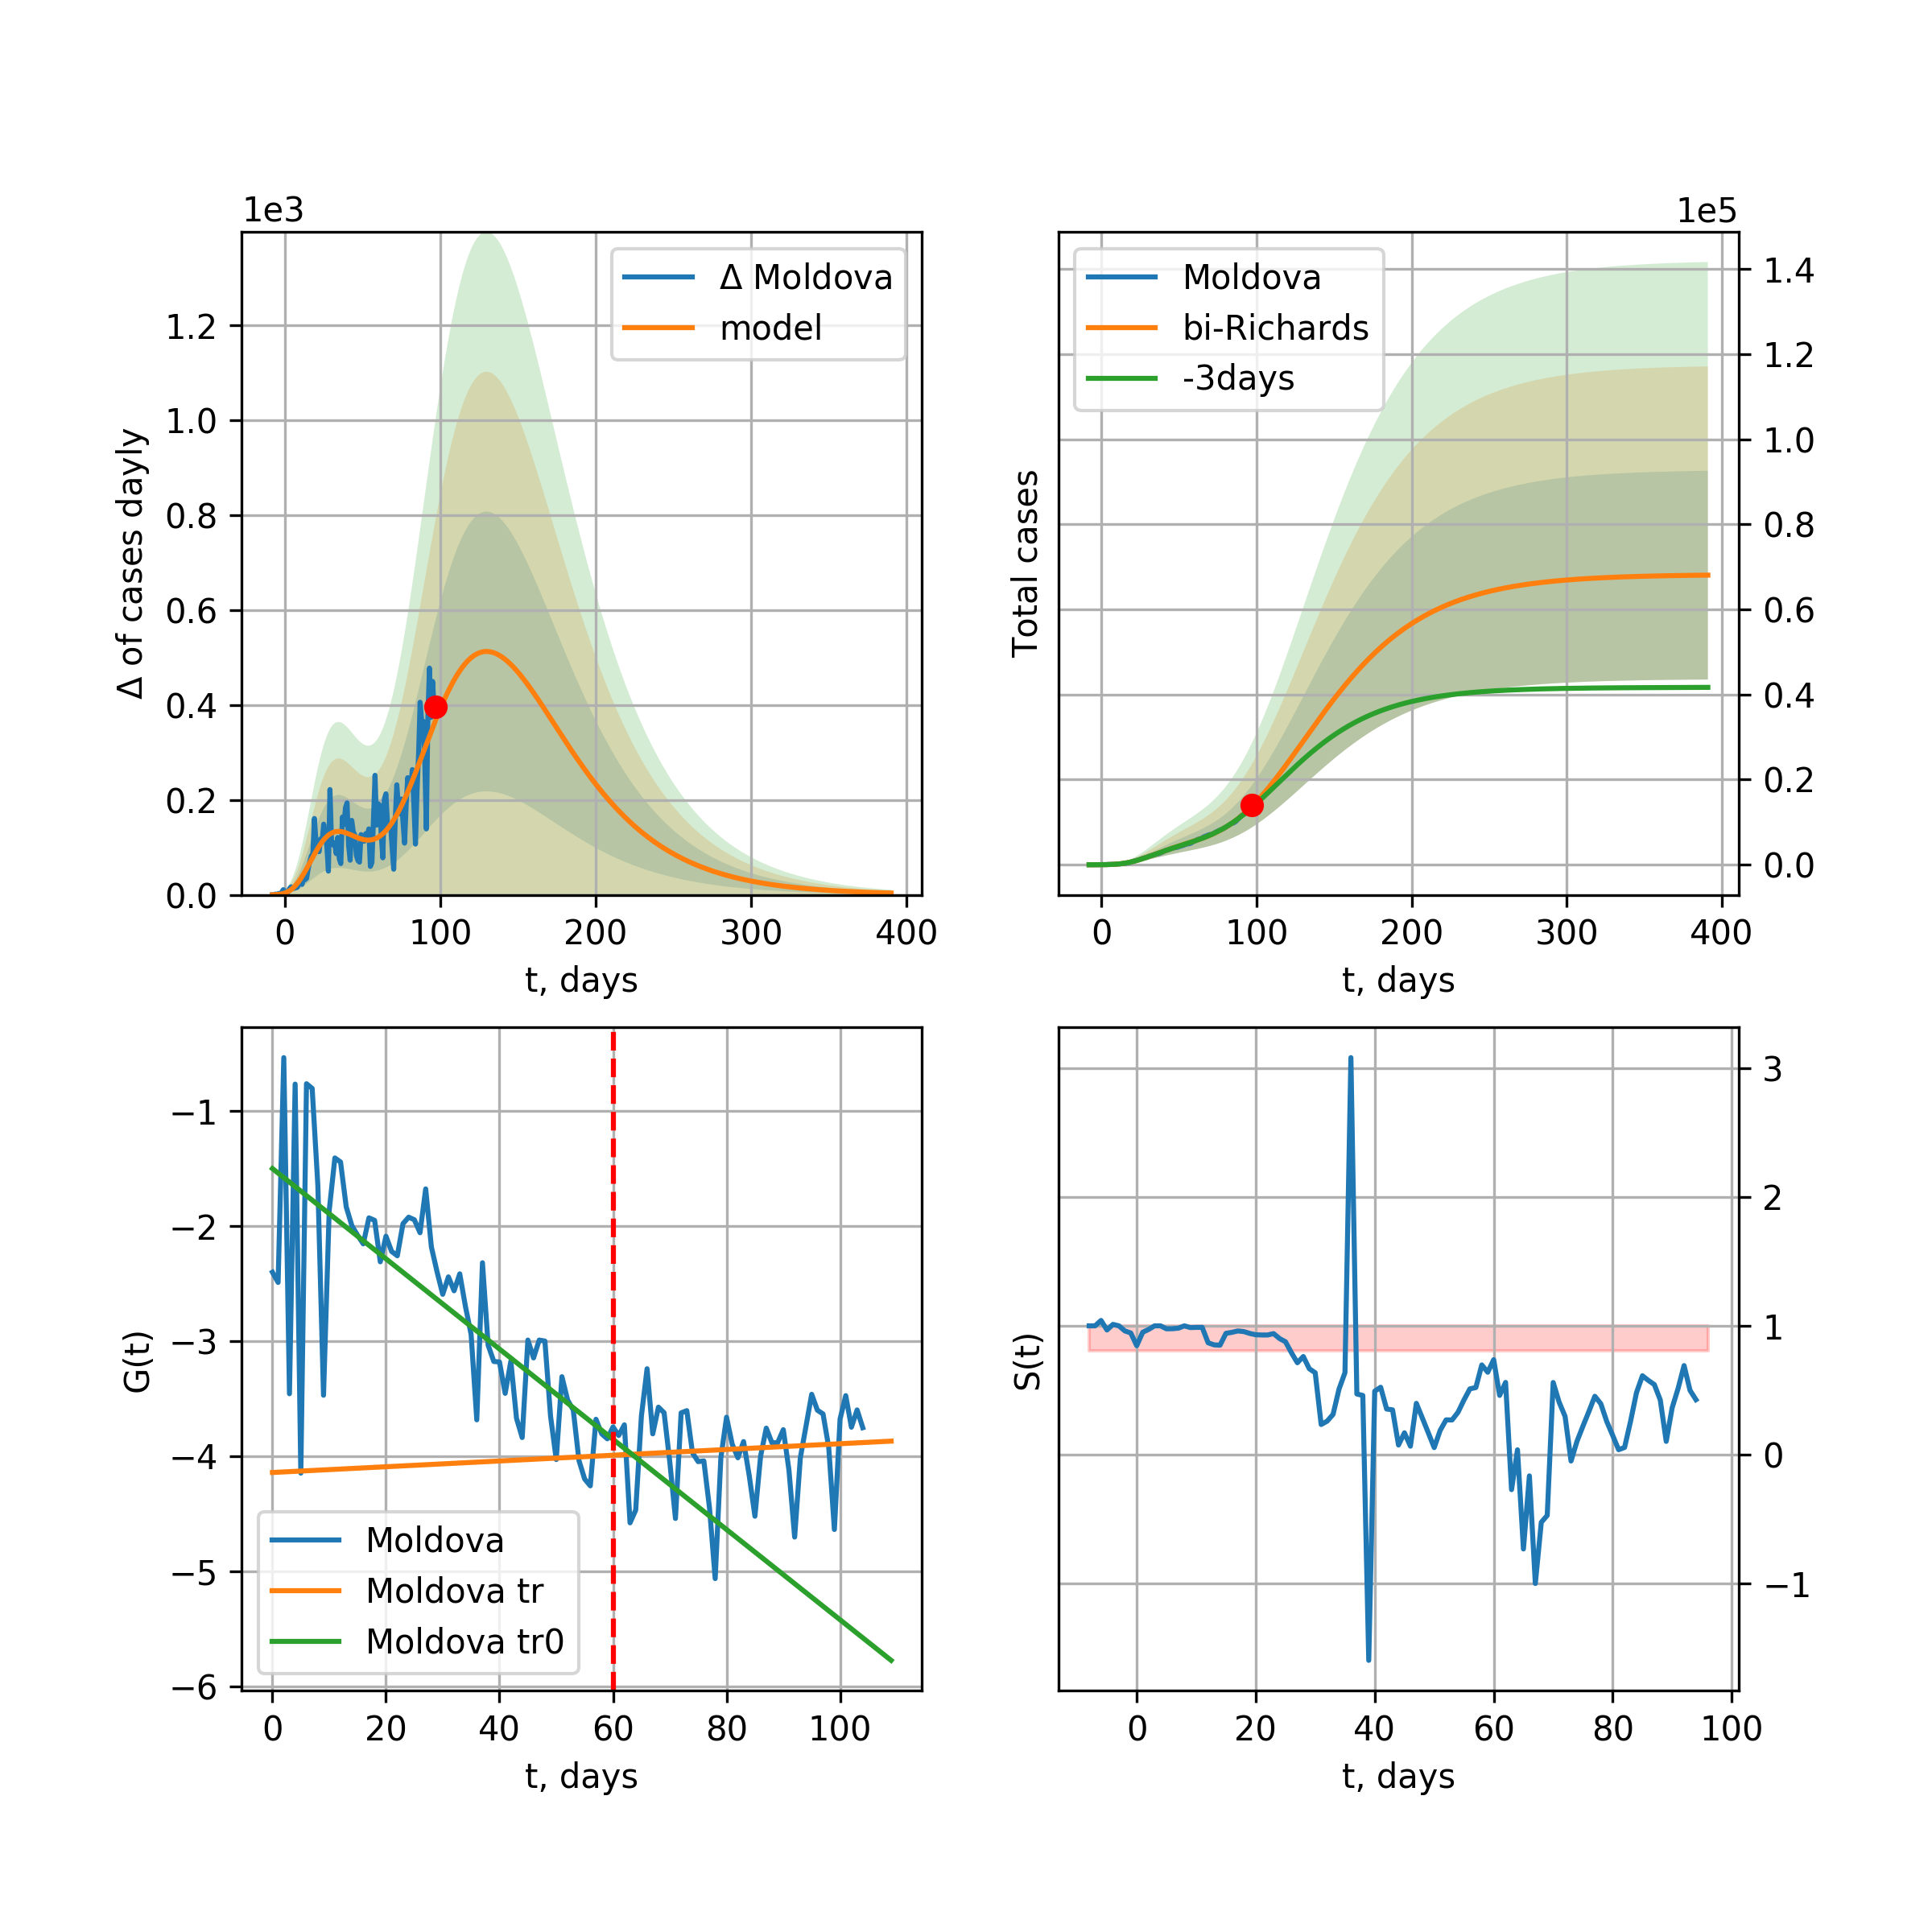 1e3
Δ Moldova
model
Δ of cases dayly
1.2
1.0
0.8
0.6
0.4
0.2
0.0
0 100 200 300 400
t, days
1e5
Moldova
bi-Richards
-3days
Total cases
1.4
1.2
1.0
0.8
0.6
0.4
0.2
0.0
0 100 200 300 400
t, days
G(t)
−1
−2
−3
−4
−5
−6
Moldova
Moldova tr
Moldova tr0
0 20 40 60 80 100
t, days
S(t)
3
2
1
0
−1
0 20 40 60 80 100
t, days